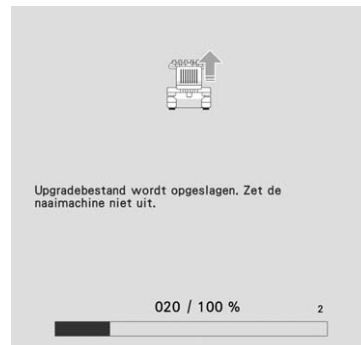 Upgradebestand wordt opgeslagen. Zet de
naaimachine niet uit.
020 / 100 %
2